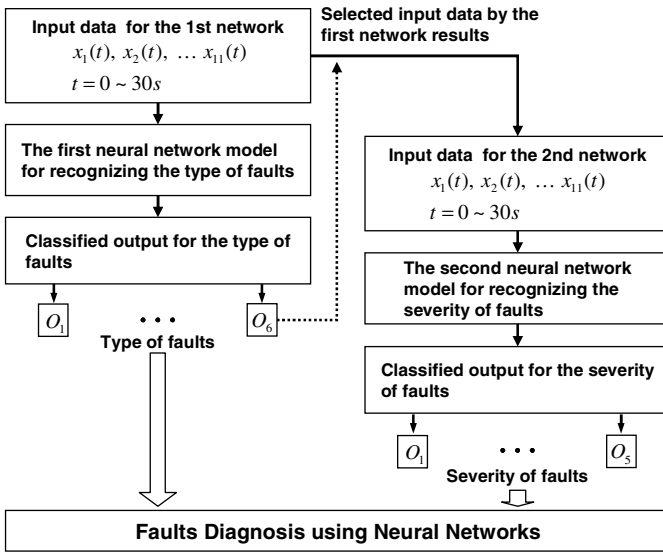 Input data for the 1st network
x₁(t), x₂(t), … x₁₁(t)
t = 0 ~ 30s
Selected input data by the
first network results
The first neural network model
for recognizing the type of faults
Classified output for the type of
faults
O₁
• • •
O₆
Type of faults
Input data for the 2nd network
x₁(t), x₂(t), … x₁₁(t)
t = 0 ~ 30s
The second neural network
model for recognizing the
severity of faults
Classified output for the severity
of faults
O₁
• • •
O₅
Severity of faults
Faults Diagnosis using Neural Networks